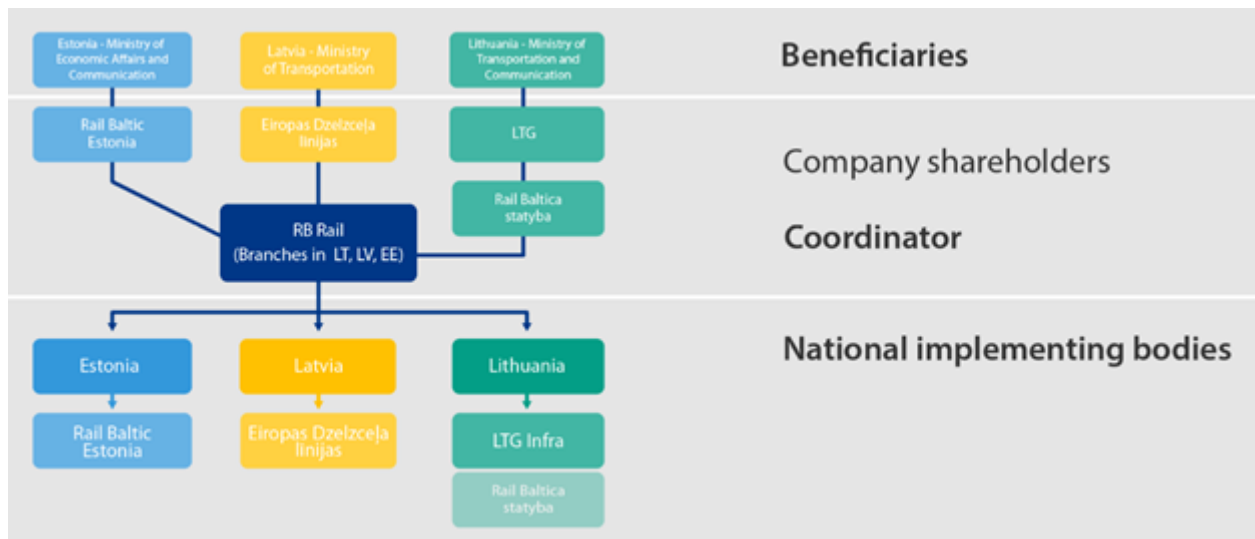 Estonia - Ministry of
Economic Affairs and
Communication
Latvia - Ministry
of Transportation
Lithuania - Ministry of
Transportation and
Communication
Beneficiaries
Rail Baltic
Estonia
Eiropas Dzelzceļa
līnijas
LTG
Company shareholders
Rail Baltica
statyba
RB Rail
(Branches in LT, LV, EE)
Coordinator
Estonia
Latvia
Lithuania
National implementing bodies
Rail Baltic
Estonia
Eiropas Dzelzceļa
līnijas
LTG Infra
Rail Baltica
statyba